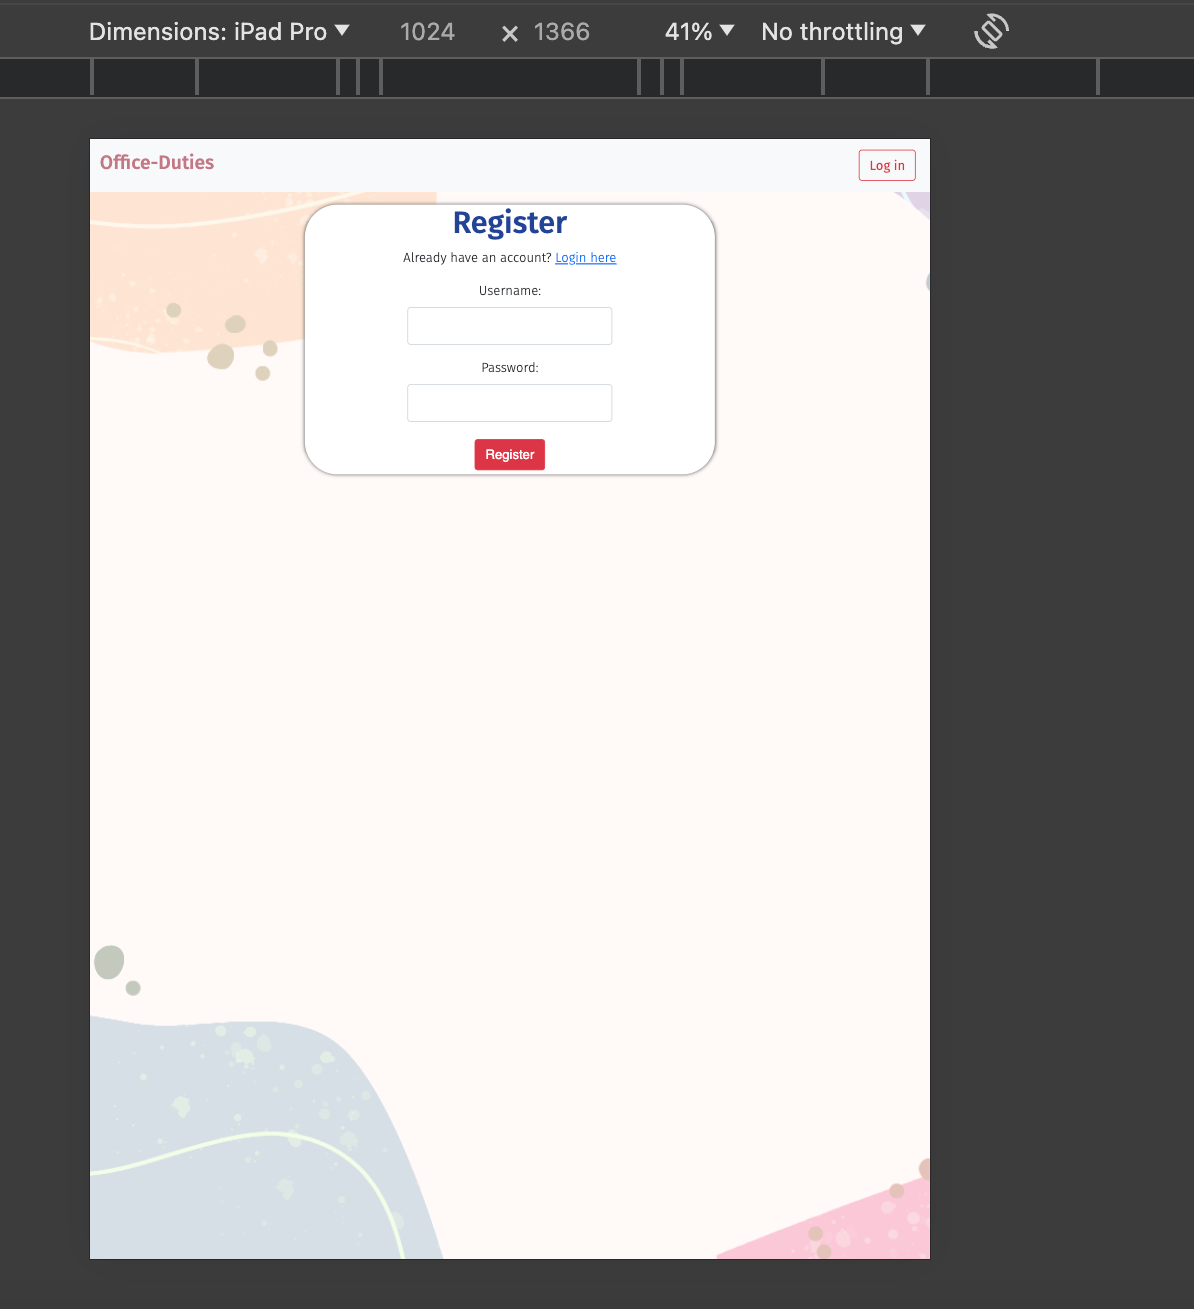 Dimensions: iPad Pro ▼ 1024 × 1366 41% ▼ No throttling ▼
Office-Duties
Log in
Register
Already have an account? Login here
Username:
Password:
Register